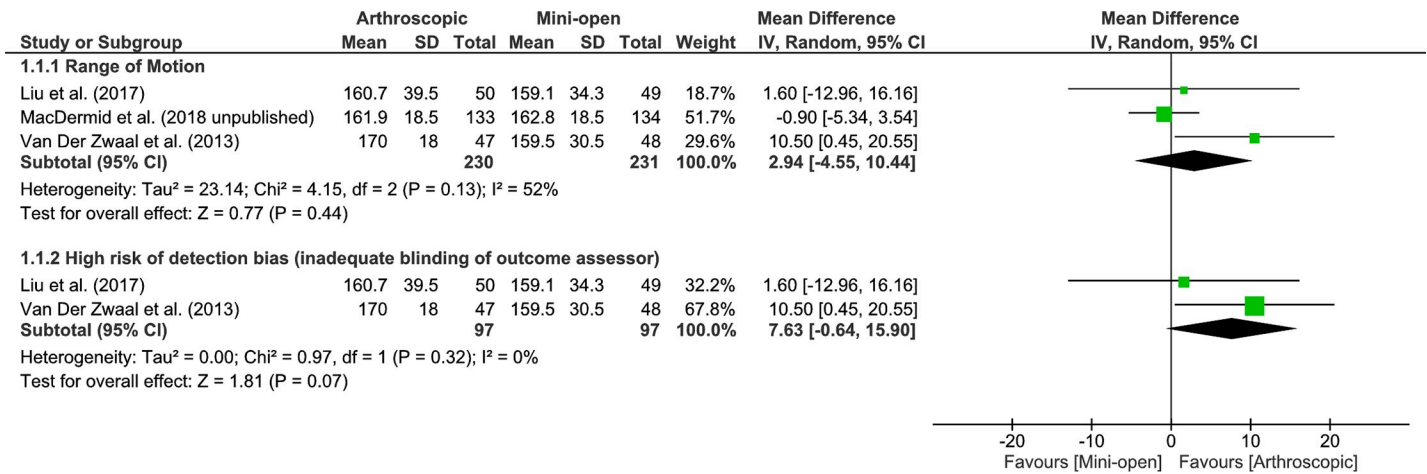 Arthroscopic Mini-open Mean Difference Mean Difference
Study or Subgroup Mean SD Total Mean SD Total Weight IV, Random, 95% CI IV, Random, 95% CI
1.1.1 Range of Motion
Liu et al. (2017) 160.7 39.5 50 159.1 34.3 49 18.7% 1.60 [-12.96, 16.16]
MacDermid et al. (2018 unpublished) 161.9 18.5 133 162.8 18.5 134 51.7% -0.90 [-5.34, 3.54]
Van Der Zwaal et al. (2013) 170 18 47 159.5 30.5 48 29.6% 10.50 [0.45, 20.55]
Subtotal (95% CI) 230 231 100.0% 2.94 [-4.55, 10.44]
Heterogeneity: Tau² = 23.14; Chi² = 4.15, df = 2 (P = 0.13); I² = 52%
Test for overall effect: Z = 0.77 (P = 0.44)
1.1.2 High risk of detection bias (inadequate blinding of outcome assessor)
Liu et al. (2017) 160.7 39.5 50 159.1 34.3 49 32.2% 1.60 [-12.96, 16.16]
Van Der Zwaal et al. (2013) 170 18 47 159.5 30.5 48 67.8% 10.50 [0.45, 20.55]
Subtotal (95% CI) 97 97 100.0% 7.63 [-0.64, 15.90]
Heterogeneity: Tau² = 0.00; Chi² = 0.97, df = 1 (P = 0.32); I² = 0%
Test for overall effect: Z = 1.81 (P = 0.07)
-20 -10 0 10 20
Favours [Mini-open] Favours [Arthroscopic]